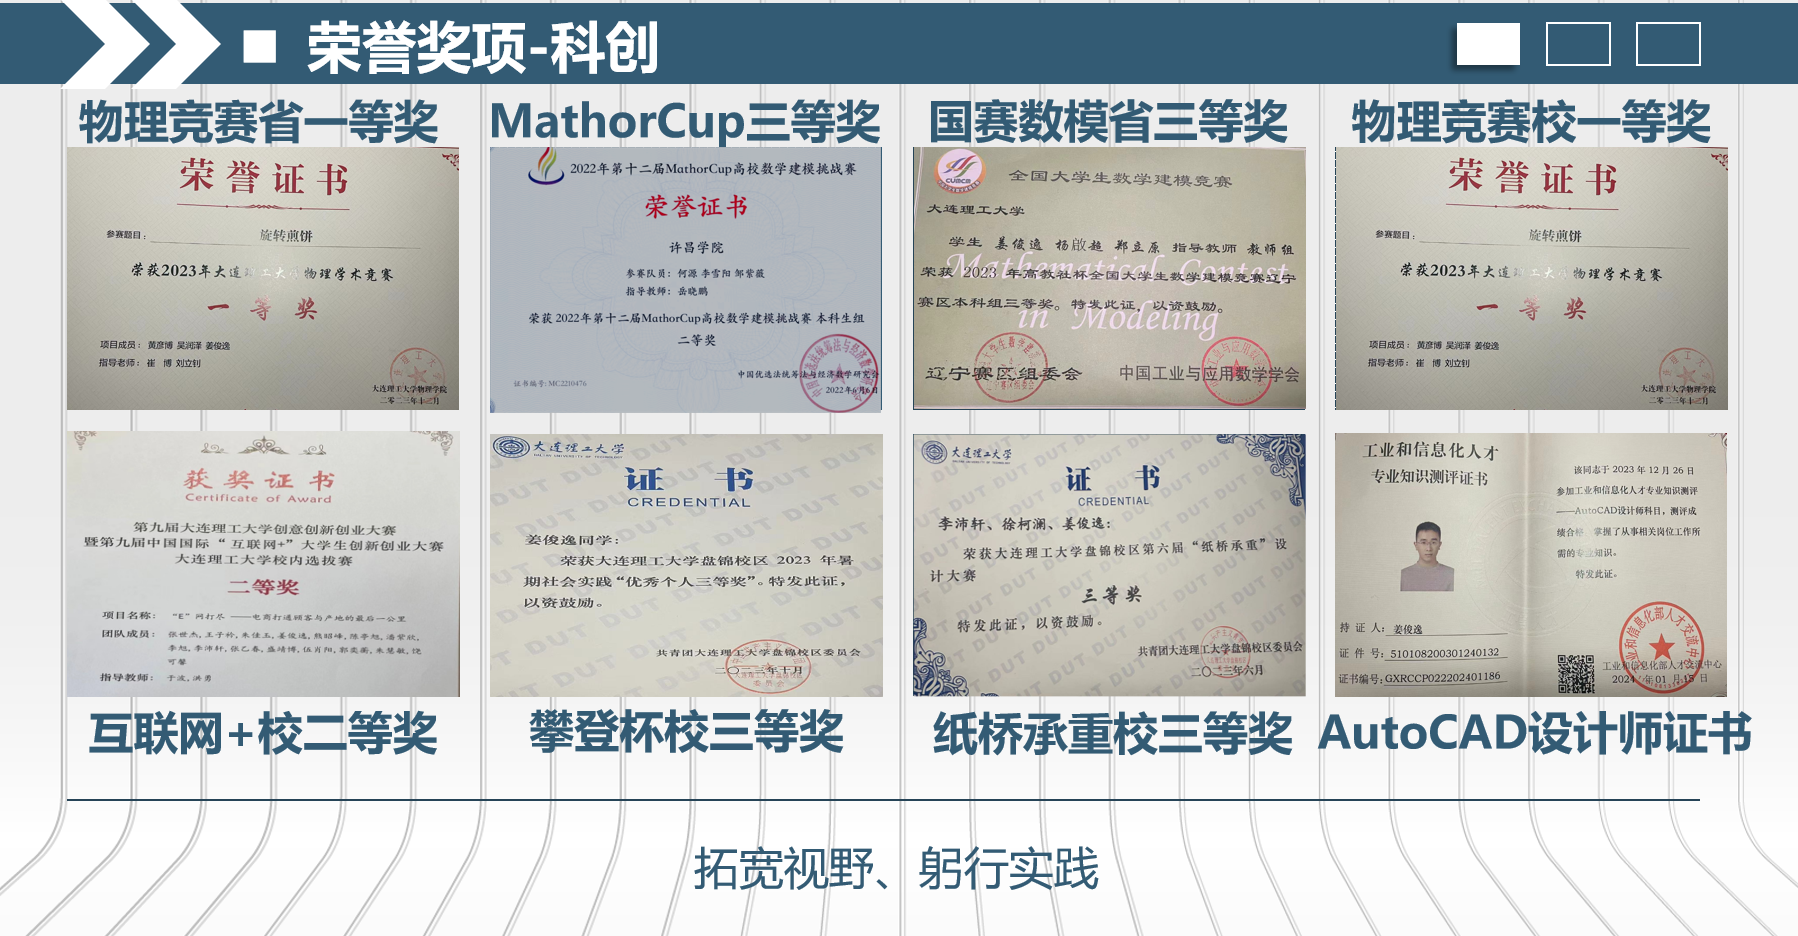 荣誉奖项-科创
物理竞赛省一等奖
MathorCup三等奖
国赛数模省三等奖
物理竞赛校一等奖
荣誉证书
参赛题目：旋转煎饼
荣获2023年大连理工大学物理学术竞赛
一等奖
项目成员： 黄彦博 吴润泽 姜俊逸
指导老师： 崔 博 刘立钊
大连理工大学物理学院
二零二三年十二月
2022年第十二届MathorCup高校数学建模挑战赛
荣誉证书
许昌学院
参赛队员：何源 李雪阳 邹紫薇
指导教师：岳晓鹏
荣获 2022年第十二届MathorCup高校数学建模挑战赛 本科生组
二等奖
中国优选法统筹法与经济数学研究会
2022年6月6日
证书编号: MC2210476
CUMCM
全国大学生数学建模竞赛
大连理工大学
学生 姜俊逸 杨啟超 郑立原 指导教师 教师组
荣获 2023 年高教社杯全国大学生数学建模竞赛辽宁
赛区本科组三等奖。特发此证，以资鼓励。
Mathematical Contest
in Modeling
辽宁赛区组委会
中国工业与应用数学学会
荣誉证书
参赛题目：旋转煎饼
荣获2023年大连理工大学物理学术竞赛
一等奖
项目成员： 黄彦博 吴润泽 姜俊逸
指导老师： 崔 博 刘立钊
大连理工大学物理学院
二零二三年十二月
获奖证书
Certificate of Award
第九届大连理工大学创意创新创业大赛
暨第九届中国国际“互联网+”大学生创新创业大赛
大连理工大学校内选拔赛
二等奖
项目名称： “E”网打尽 ——电商打通顾客与产地的最后一公里
团队成员： 张世杰,王子衿,朱佳玉,姜俊逸,熊昭峰,陈亭旭,潘紫欣,
李旭,李沛轩,张乙春,盛靖博,伍肖阳,郭奕蘅,朱慧敏,饶
可馨
指导教师： 于波,洪勇
大连理工大学
证 书
CREDENTIAL
姜俊逸同学：
荣获大连理工大学盘锦校区 2023 年暑
期社会实践“优秀个人三等奖”。特发此证，
以资鼓励。
共青团大连理工大学盘锦校区委员会
二〇二三年十月
大连理工大学
证 书
CREDENTIAL
李沛轩、徐柯澜、姜俊逸：
荣获大连理工大学盘锦校区第六届“纸桥承重”设
计大赛
三等奖
特发此证，以资鼓励。
共青团大连理工大学盘锦校区委员会
二〇二三年六月
工业和信息化人才
专业知识测评证书
持 证 人： 姜俊逸
证 件 号: 510108200301240132
证书编号: GXRCCP022202401186
该同志于 2023 年 12 月 26 日
参加工业和信息化人才专业知识测评
——AutoCAD设计师科目，测评成
绩合格，掌握了从事相关岗位工作所
需的专业知识。
特发此证。
工业和信息化部人才交流中心
2024 年 01 月 15 日
互联网+校二等奖
攀登杯校三等奖
纸桥承重校三等奖
AutoCAD设计师证书
拓宽视野、躬行实践